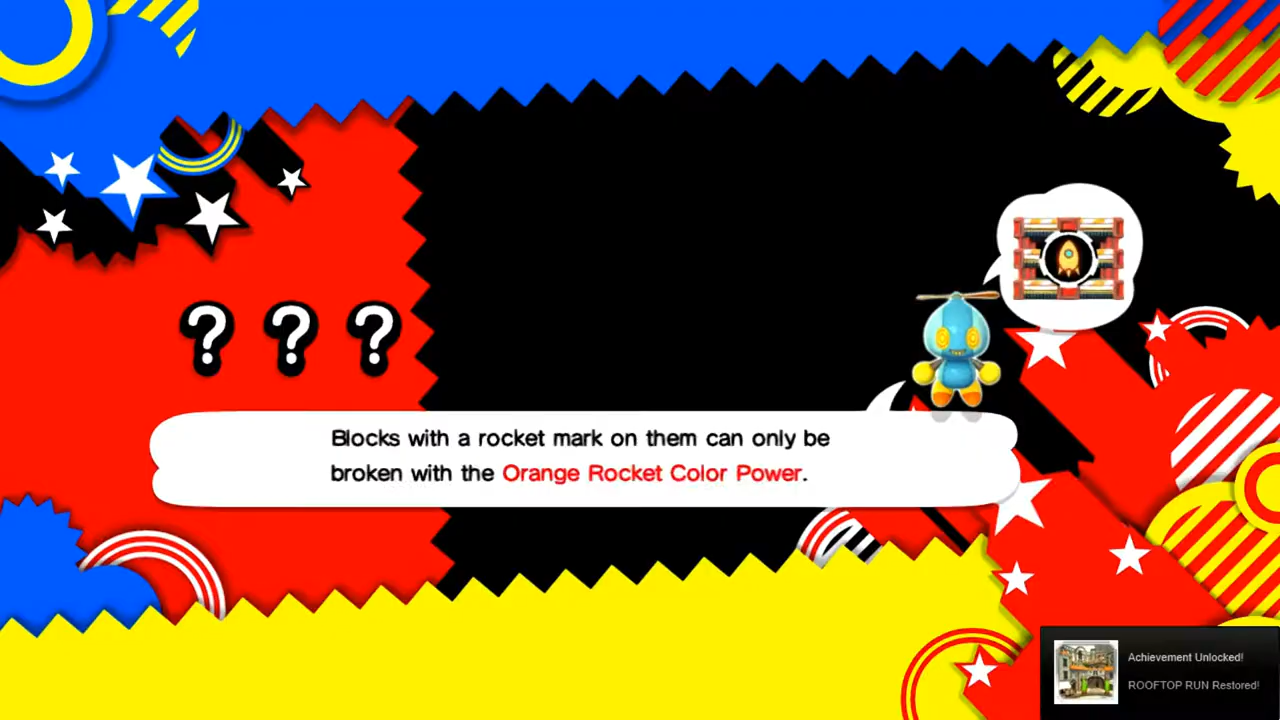 ? ? ?
Blocks with a rocket mark on them can only be
broken with the Orange Rocket Color Power.
Achievement Unlocked!
ROOFTOP RUN Restored!